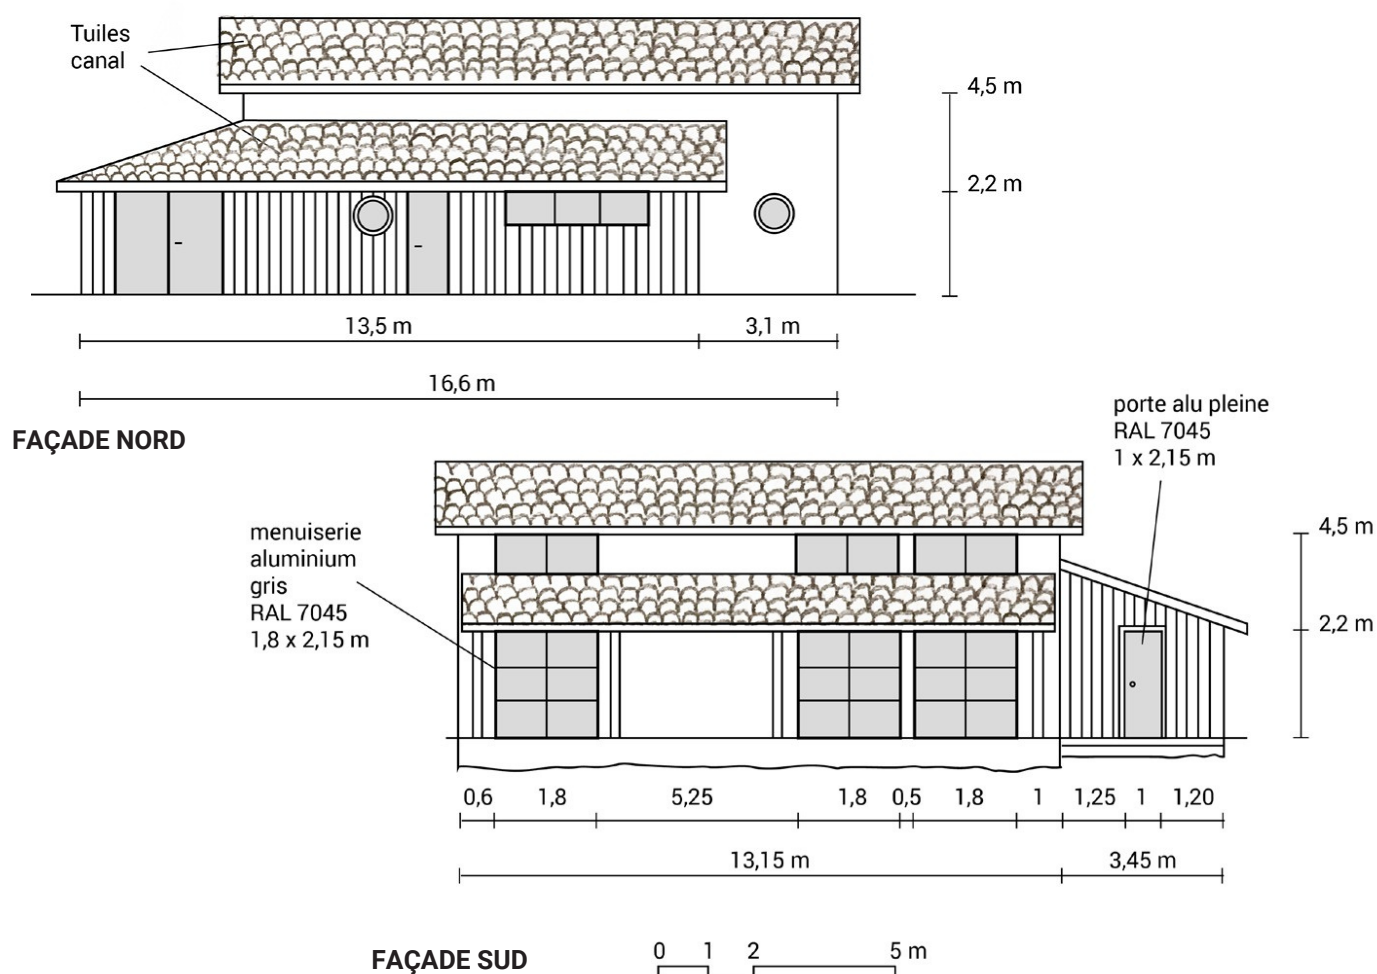 Tuiles
canal
4,5 m
2,2 m
13,5 m
3,1 m
16,6 m
FAÇADE NORD
porte alu pleine
RAL 7045
1 x 2,15 m
menuiserie
aluminium
gris
RAL 7045
1,8 x 2,15 m
4,5 m
2,2 m
0,6 1,8 5,25 1,8 0,5 1,8 1 1,25 1 1,20
13,15 m 3,45 m
FAÇADE SUD
0 1 2 5 m